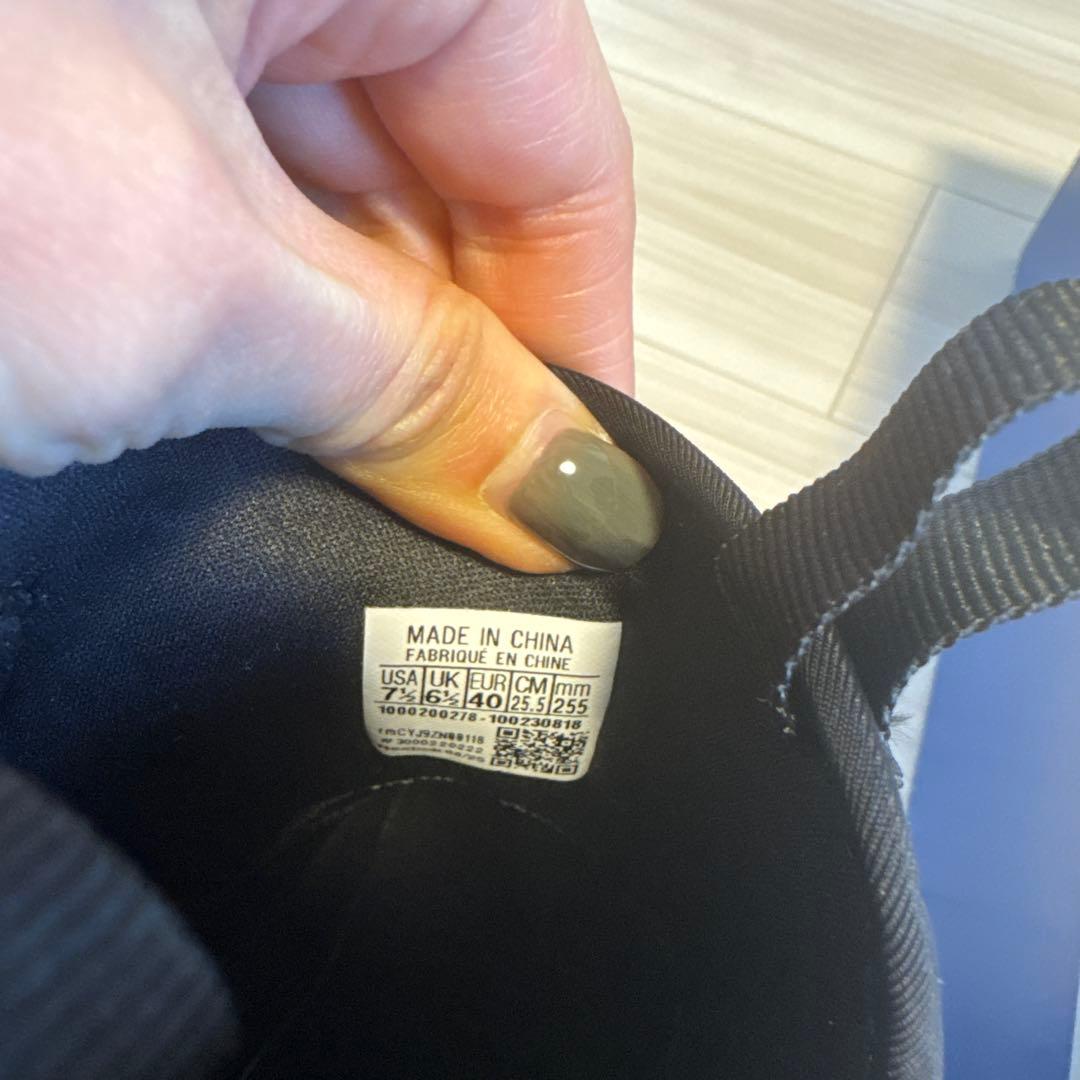 MADE IN CHINA
FABRIQUÉ EN CHINE
USA UK EUR CM mm
7½ 6½ 40 25.5 255
1000200278-100230818
3000220222